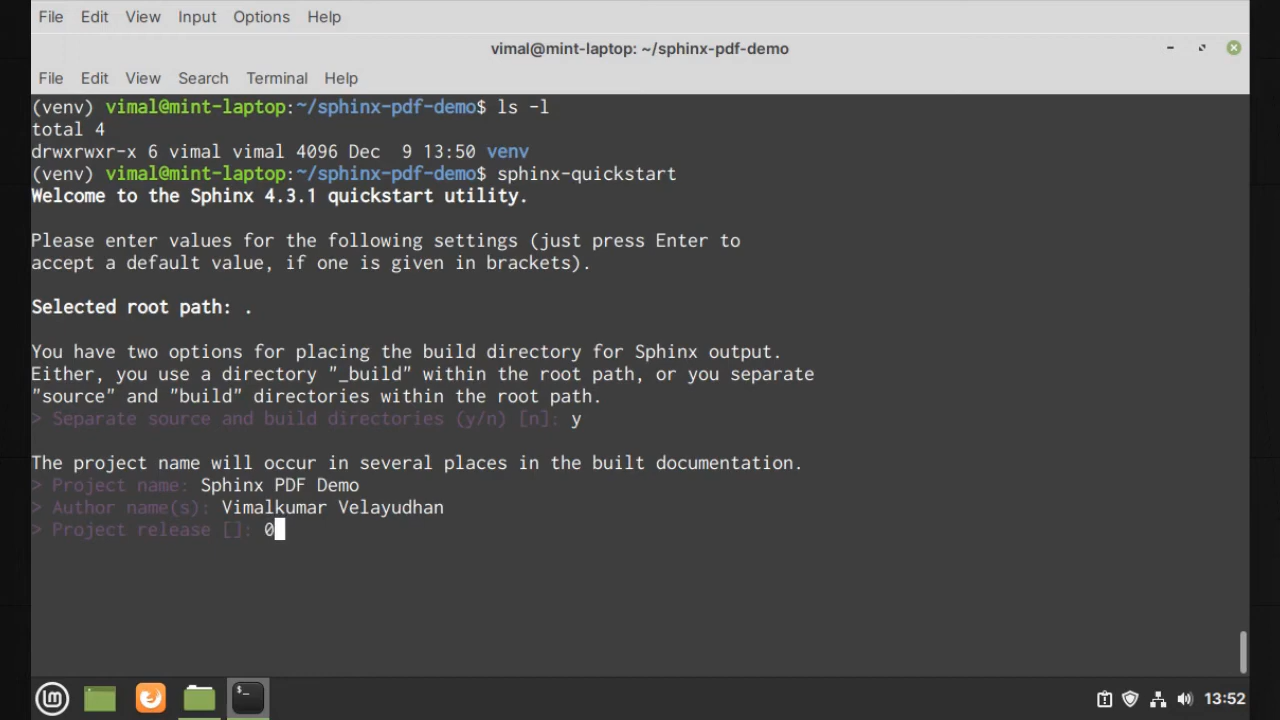 File Edit View Input Options Help
vimal@mint-laptop: ~/sphinx-pdf-demo
File Edit View Search Terminal Help
(venv) vimal@mint-laptop:~/sphinx-pdf-demo$ ls -l
total 4
drwxrwxr-x 6 vimal vimal 4096 Dec  9 13:50 venv
(venv) vimal@mint-laptop:~/sphinx-pdf-demo$ sphinx-quickstart
Welcome to the Sphinx 4.3.1 quickstart utility.
Please enter values for the following settings (just press Enter to
accept a default value, if one is given in brackets).
Selected root path: .
You have two options for placing the build directory for Sphinx output.
Either, you use a directory "_build" within the root path, or you separate
"source" and "build" directories within the root path.
> Separate source and build directories (y/n) [n]: y
The project name will occur in several places in the built documentation.
> Project name: Sphinx PDF Demo
> Author name(s): Vimalkumar Velayudhan
> Project release []: 0
13:52